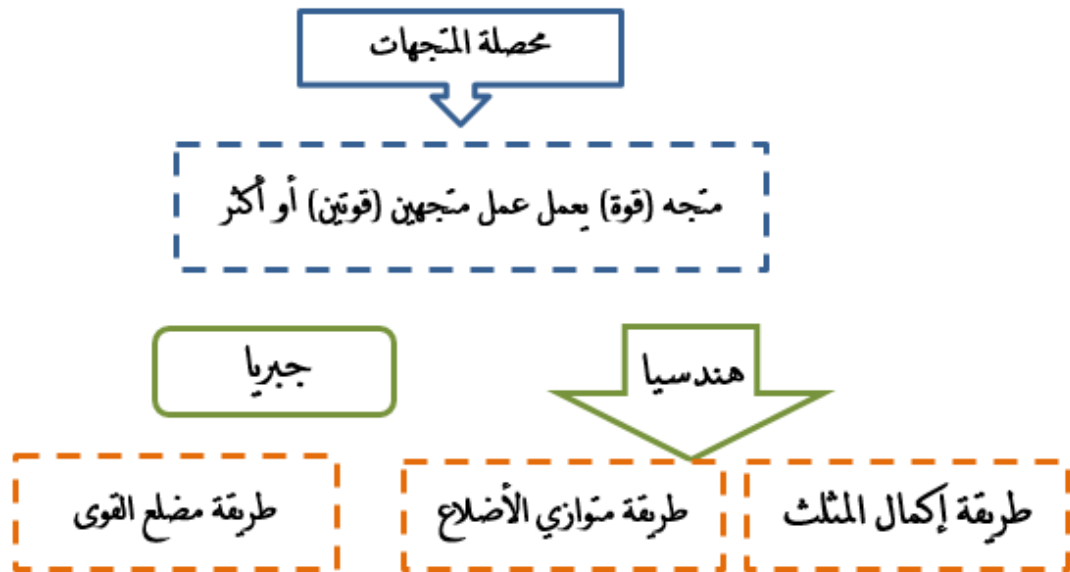 محصلة المتجهات
متجه (قوة) يعمل عمل متجهين (قوتين) أو أكثر
هندسيا
جبريا
طريقة إكمال المثلث
طريقة متوازي الأضلاع
طريقة مضلع القوى